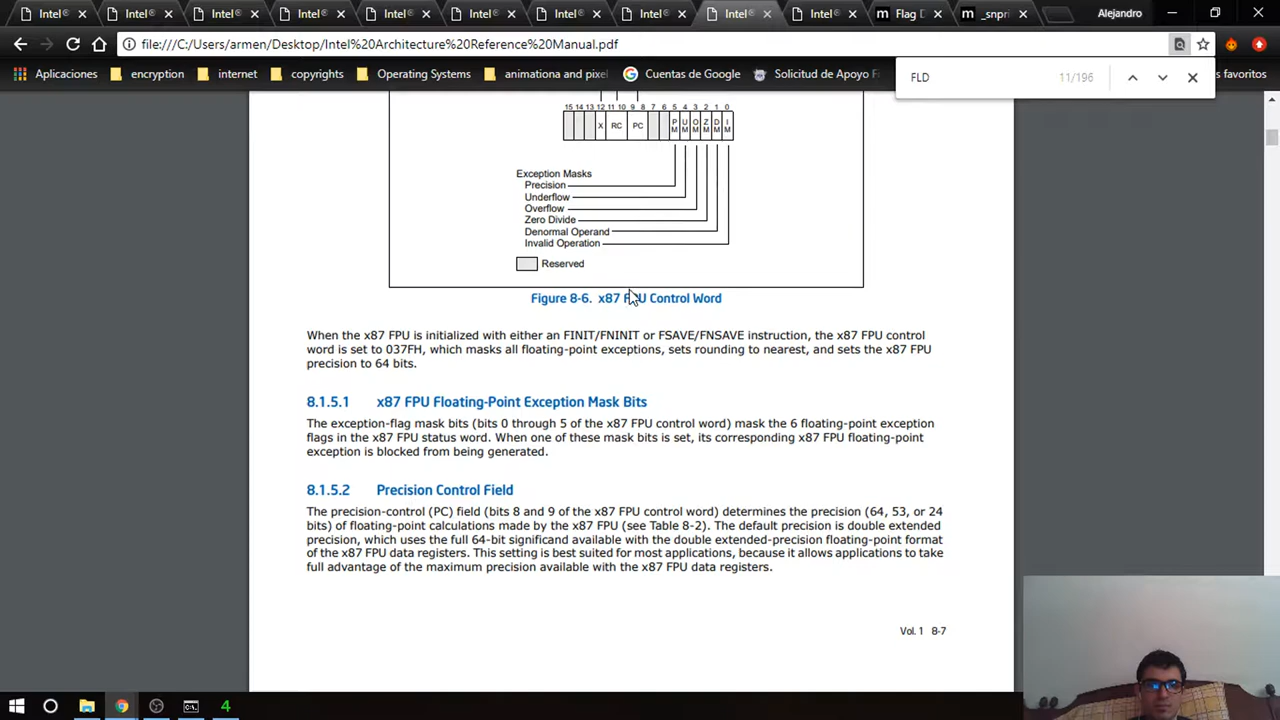 Intel® Intel® Intel® Intel® Intel® Intel® Intel® Intel® Intel® Intel® Flag D _snpri Alejandro
file:///C:/Users/armen/Desktop/Intel%20Architecture%20Reference%20Manual.pdf
Aplicaciones encryption internet copyrights Operating Systems animationa and pixel Cuentas de Google Solicitud de Apoyo F s favoritos
FLD 11/196
15 14 13 12 11 10 9 8 7 6 5 4 3 2 1 0
X RC PC PM UM OM ZM DM IM
Exception Masks
Precision
Underflow
Overflow
Zero Divide
Denormal Operand
Invalid Operation
Reserved
Figure 8-6. x87 FPU Control Word
When the x87 FPU is initialized with either an FINIT/FNINIT or FSAVE/FNSAVE instruction, the x87 FPU control
word is set to 037FH, which masks all floating-point exceptions, sets rounding to nearest, and sets the x87 FPU
precision to 64 bits.
8.1.5.1 x87 FPU Floating-Point Exception Mask Bits
The exception-flag mask bits (bits 0 through 5 of the x87 FPU control word) mask the 6 floating-point exception
flags in the x87 FPU status word. When one of these mask bits is set, its corresponding x87 FPU floating-point
exception is blocked from being generated.
8.1.5.2 Precision Control Field
The precision-control (PC) field (bits 8 and 9 of the x87 FPU control word) determines the precision (64, 53, or 24
bits) of floating-point calculations made by the x87 FPU (see Table 8-2). The default precision is double extended
precision, which uses the full 64-bit significand available with the double extended-precision floating-point format
of the x87 FPU data registers. This setting is best suited for most applications, because it allows applications to take
full advantage of the maximum precision available with the x87 FPU data registers.
Vol. 1 8-7